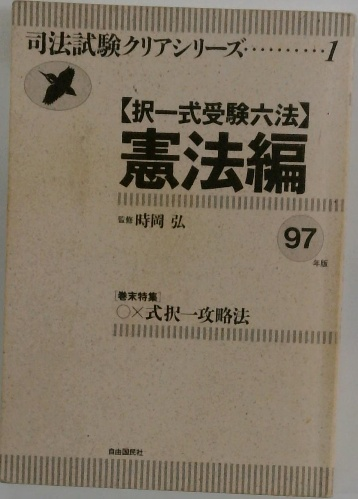 司法試験クリアシリーズ‥‥‥‥‥1
【択一式受験六法】
憲法編
監修 時岡 弘
97
年版
[巻末特集]
○×式択一攻略法
自由国民社